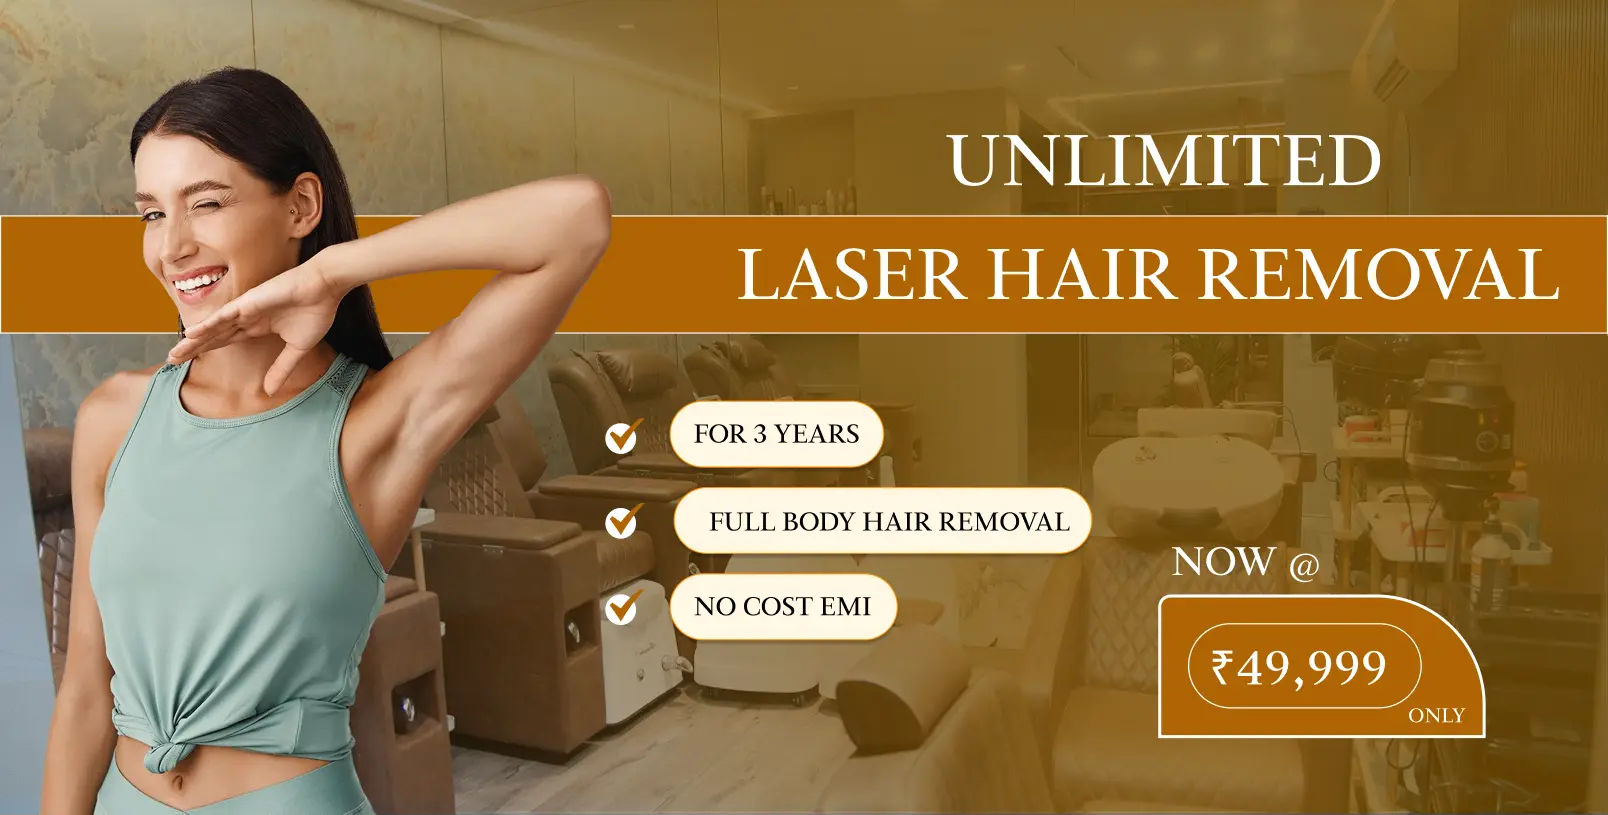 UNLIMITED
LASER HAIR REMOVAL
FOR 3 YEARS
FULL BODY HAIR REMOVAL
NO COST EMI
NOW @
₹49,999
ONLY